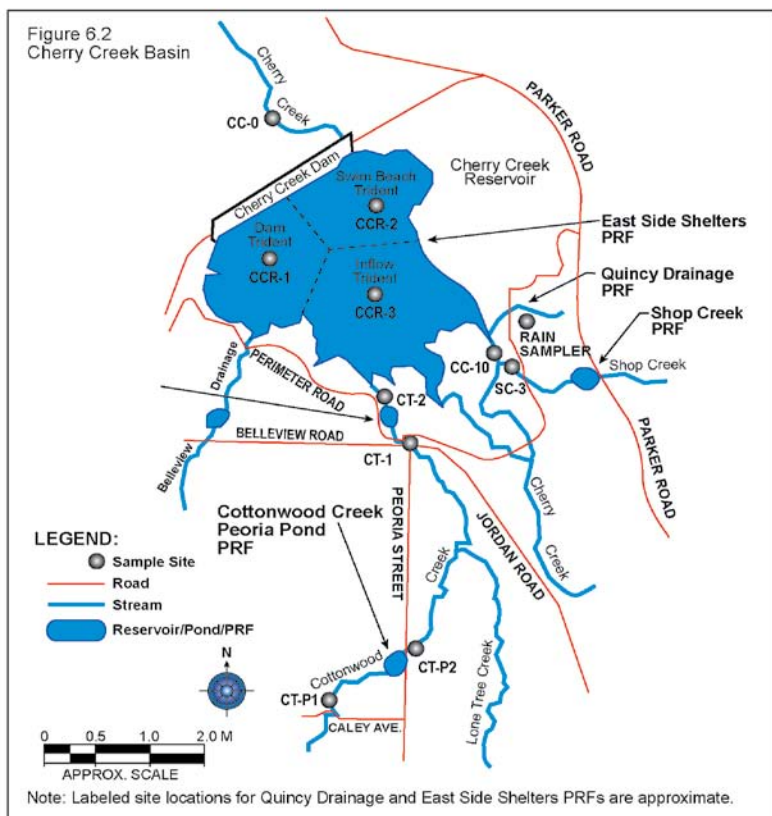 Figure 6.2
Cherry Creek Basin
Cherry
Creek
CC-0
PARKER ROAD
Cherry Creek Dam
Cherry Creek
Reservoir
Swim Beach
Trident
CCR-2
Dam
Trident
CCR-1
Inflow
Trident
CCR-3
East Side Shelters
PRF
Quincy Drainage
PRF
Shop Creek
PRF
RAIN
SAMPLER
CC-10
SC-3
Shop Creek
Drainage
PERIMETER ROAD
CT-2
BELLEVIEW ROAD
CT-1
Belleview
PARKER ROAD
Cherry
Creek
JORDAN ROAD
PEORIA STREET
Cottonwood Creek
Peoria Pond
PRF
Creek
Lone Tree Creek
LEGEND:
Sample Site
Road
Stream
Reservoir/Pond/PRF
N
Cottonwood
CT-P2
CT-P1
CALEY AVE.
0 0.5 1.0 2.0 M
APPROX. SCALE
Note: Labeled site locations for Quincy Drainage and East Side Shelters PRFs are approximate.